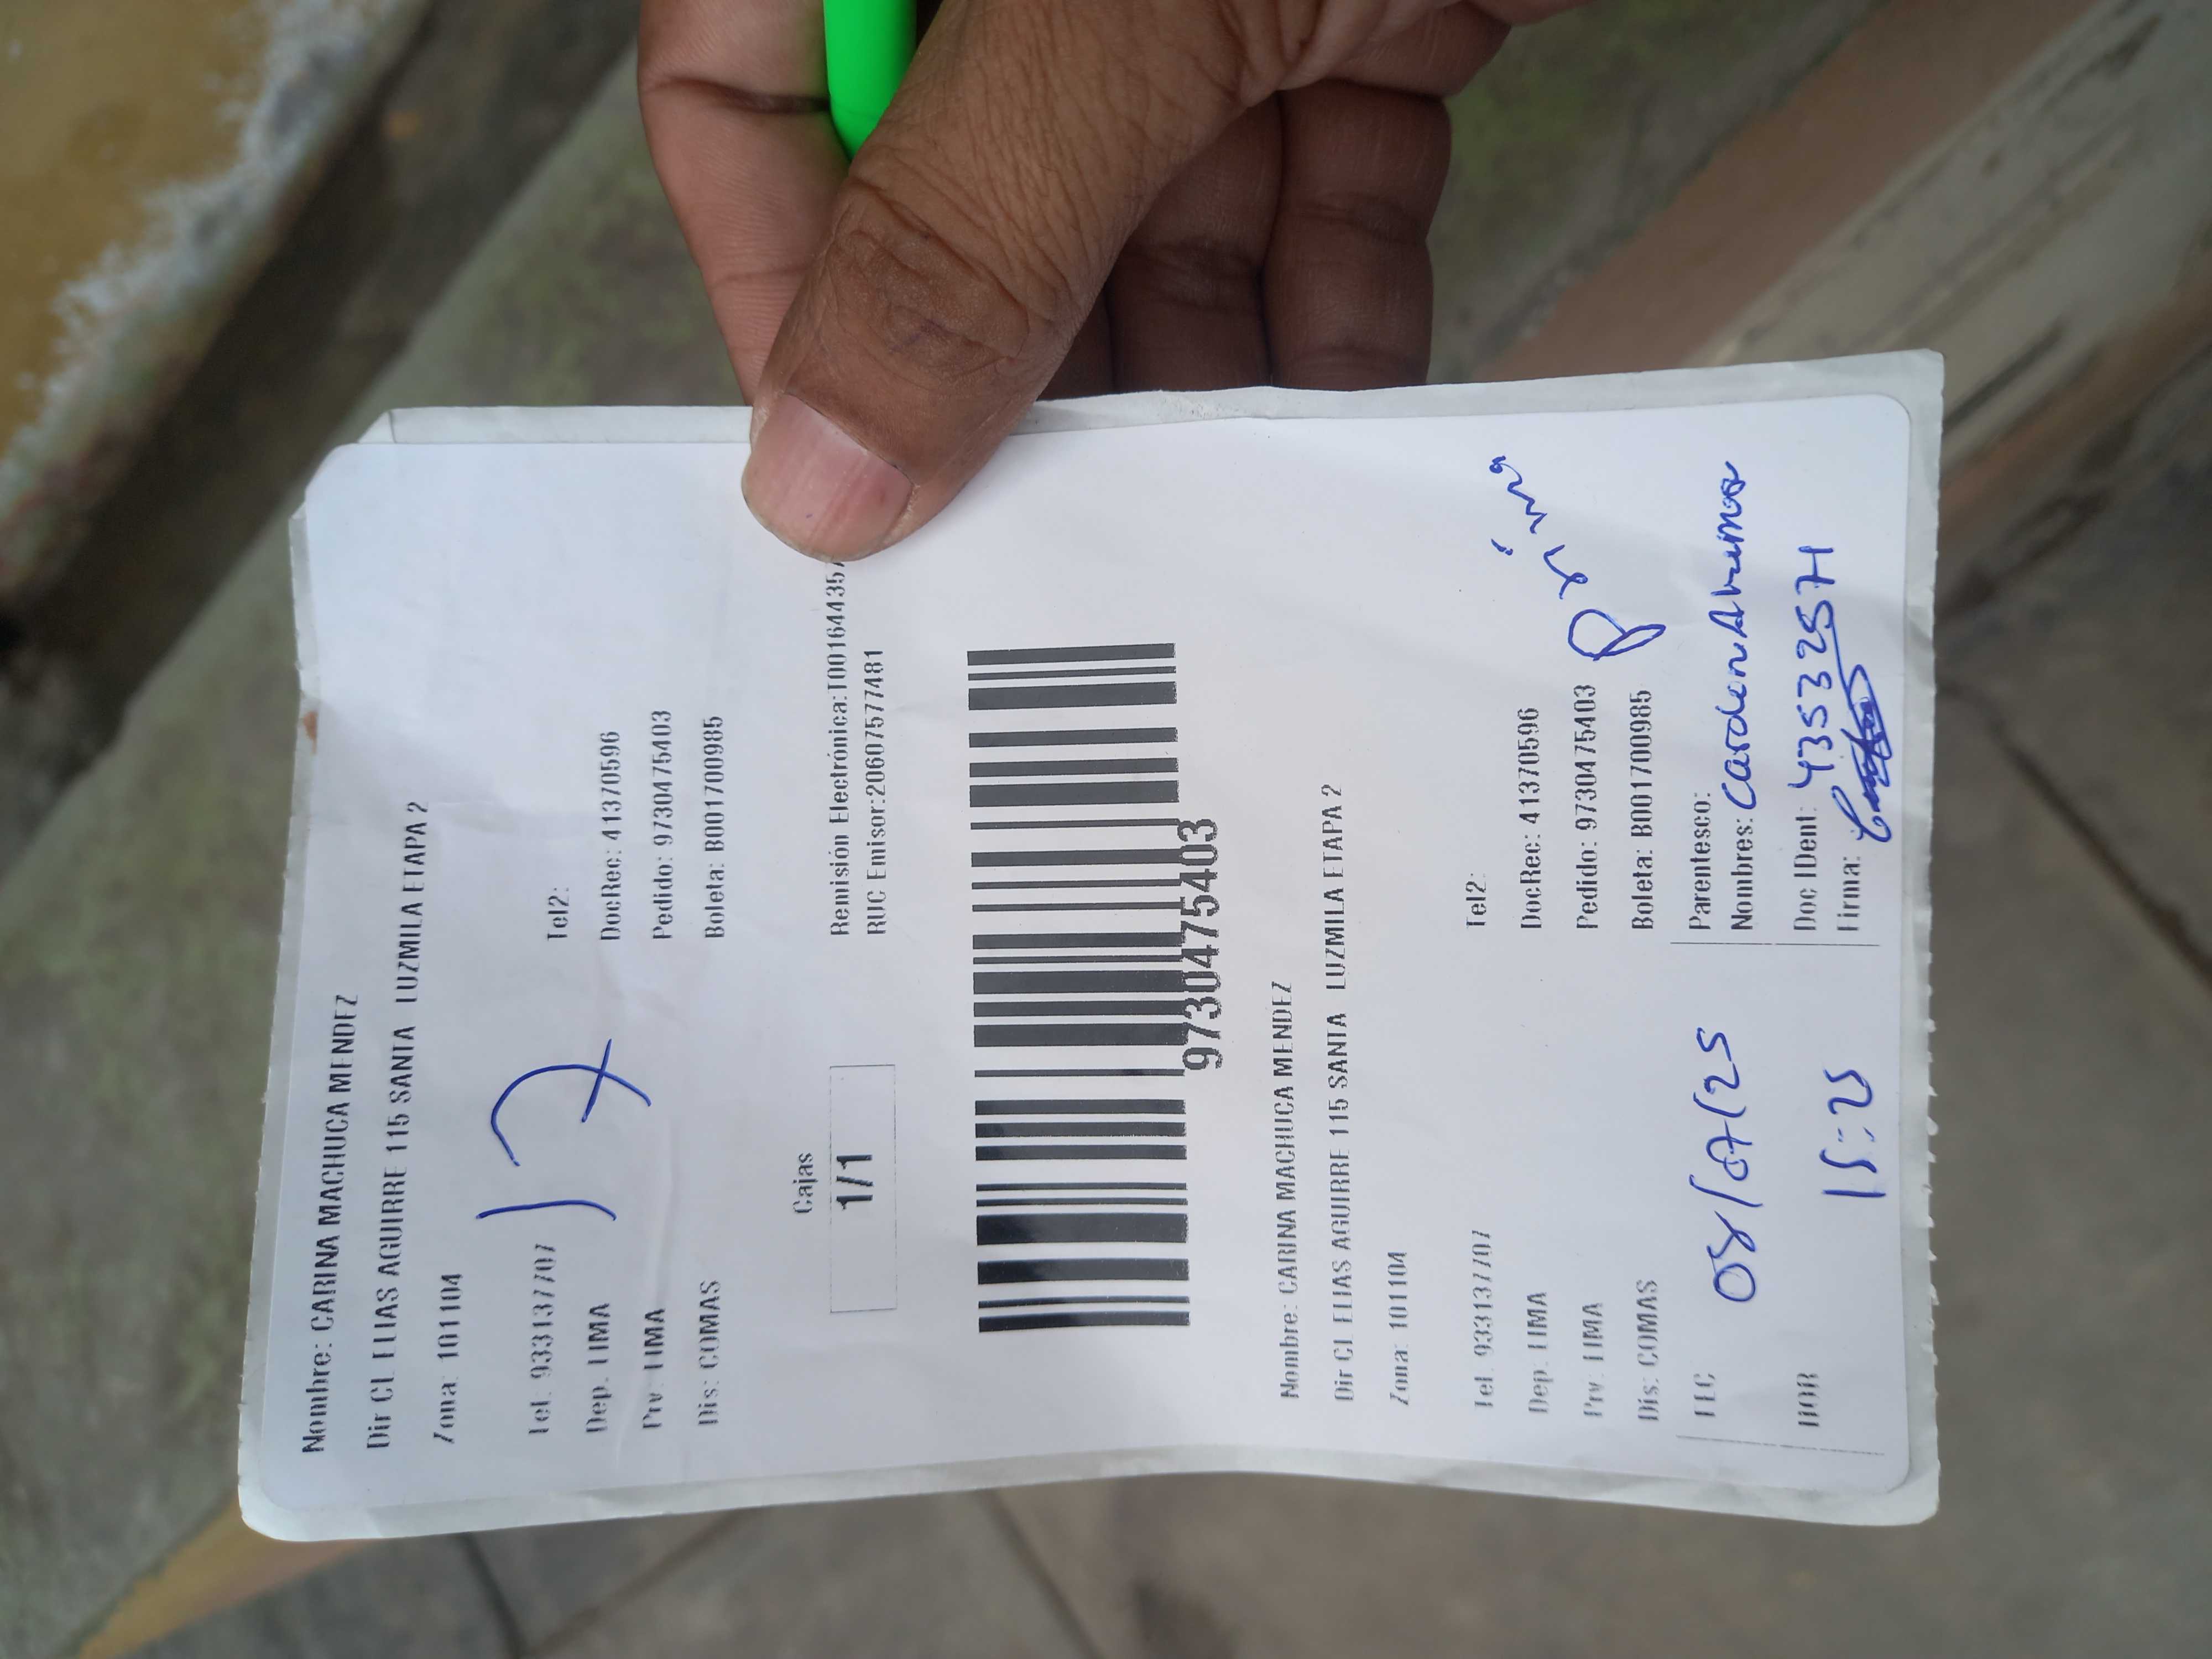 Nombre: CARINA MACHUCA MENDEZ
Dir CL ELIAS AGUIRRE 115 SANTA LUZMILA ETAPA 2
Zona: 101104
17
Tel: 933137707 Tel2:
Dep. LIMA DocRec: 41370596
Prv: LIMA Pedido: 9730475403
Dis: COMAS Boleta: B001700985
Cajas
1/1
Remisión Electrónica:T00164435
RUC Emisor:20607577481
9730475403
Nombre: CARINA MACHUCA MENDEZ
Dir CL ELIAS AGUIRRE 115 SANTA LUZMILA ETAPA 2
Zona: 101104
Tel: 933137707 Tel2:
Dep. LIMA DocRec: 41370596
Prv: LIMA Pedido: 9730475403
Dis: COMAS Boleta: B001700985
FEC 08/07/25
HOR 15:25
Parentesco:
Nombres: Carolen
Doc IDent: 43532571
Firma: